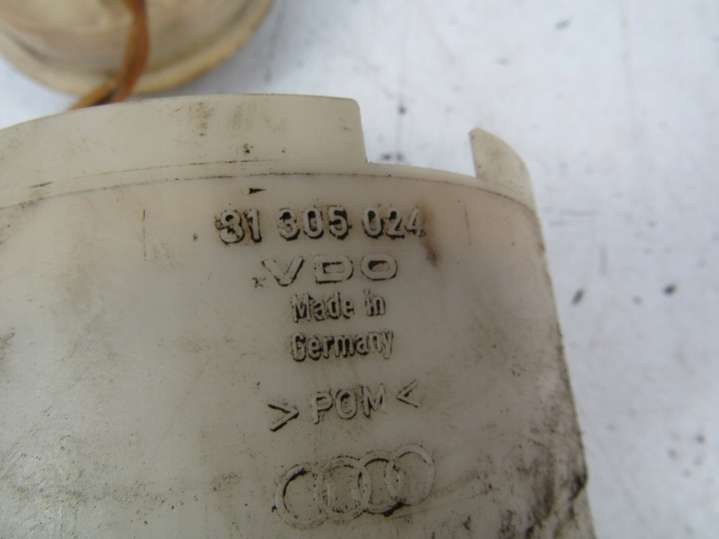 81 305 024
VDO
Made in
Germany
> POM <